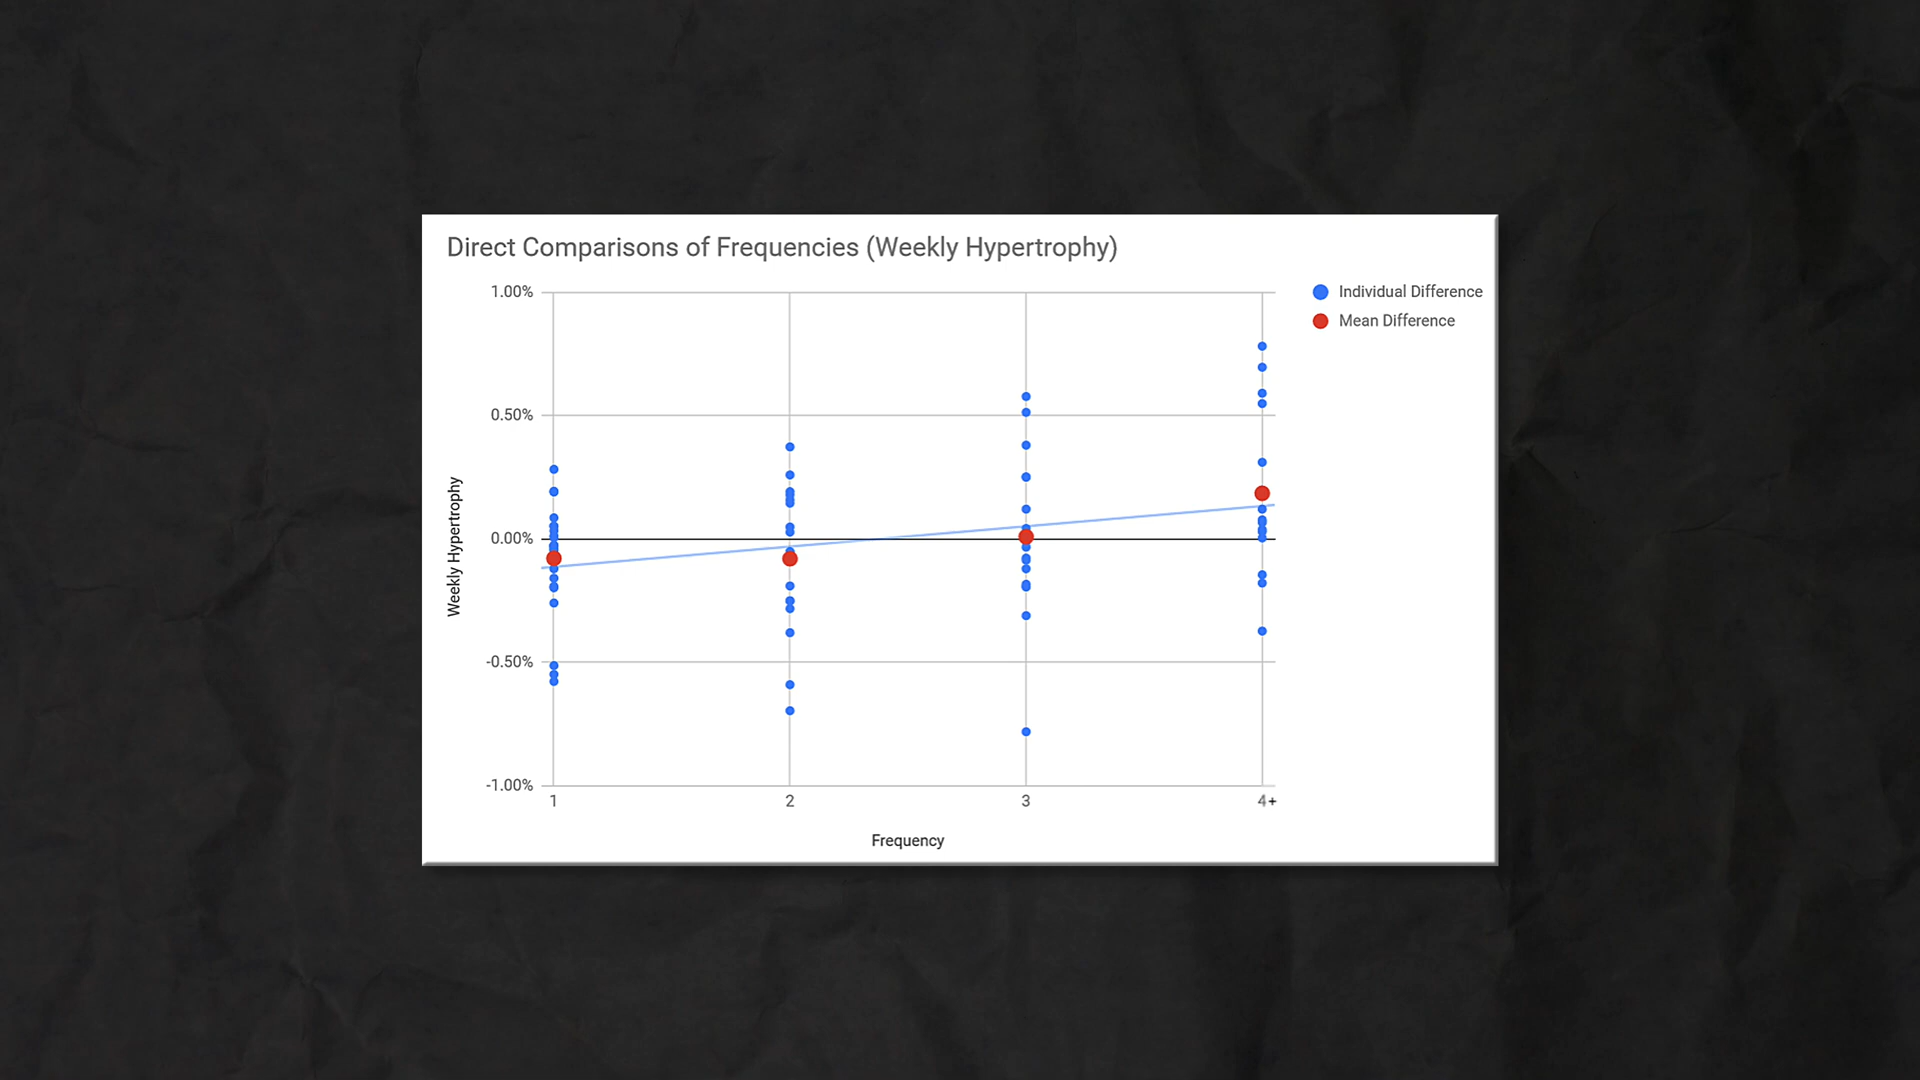 Direct Comparisons of Frequencies (Weekly Hypertrophy)
1.00%
0.50%
0.00%
-0.50%
-1.00%
Weekly Hypertrophy
1
2
3
4+
Frequency
Individual Difference
Mean Difference